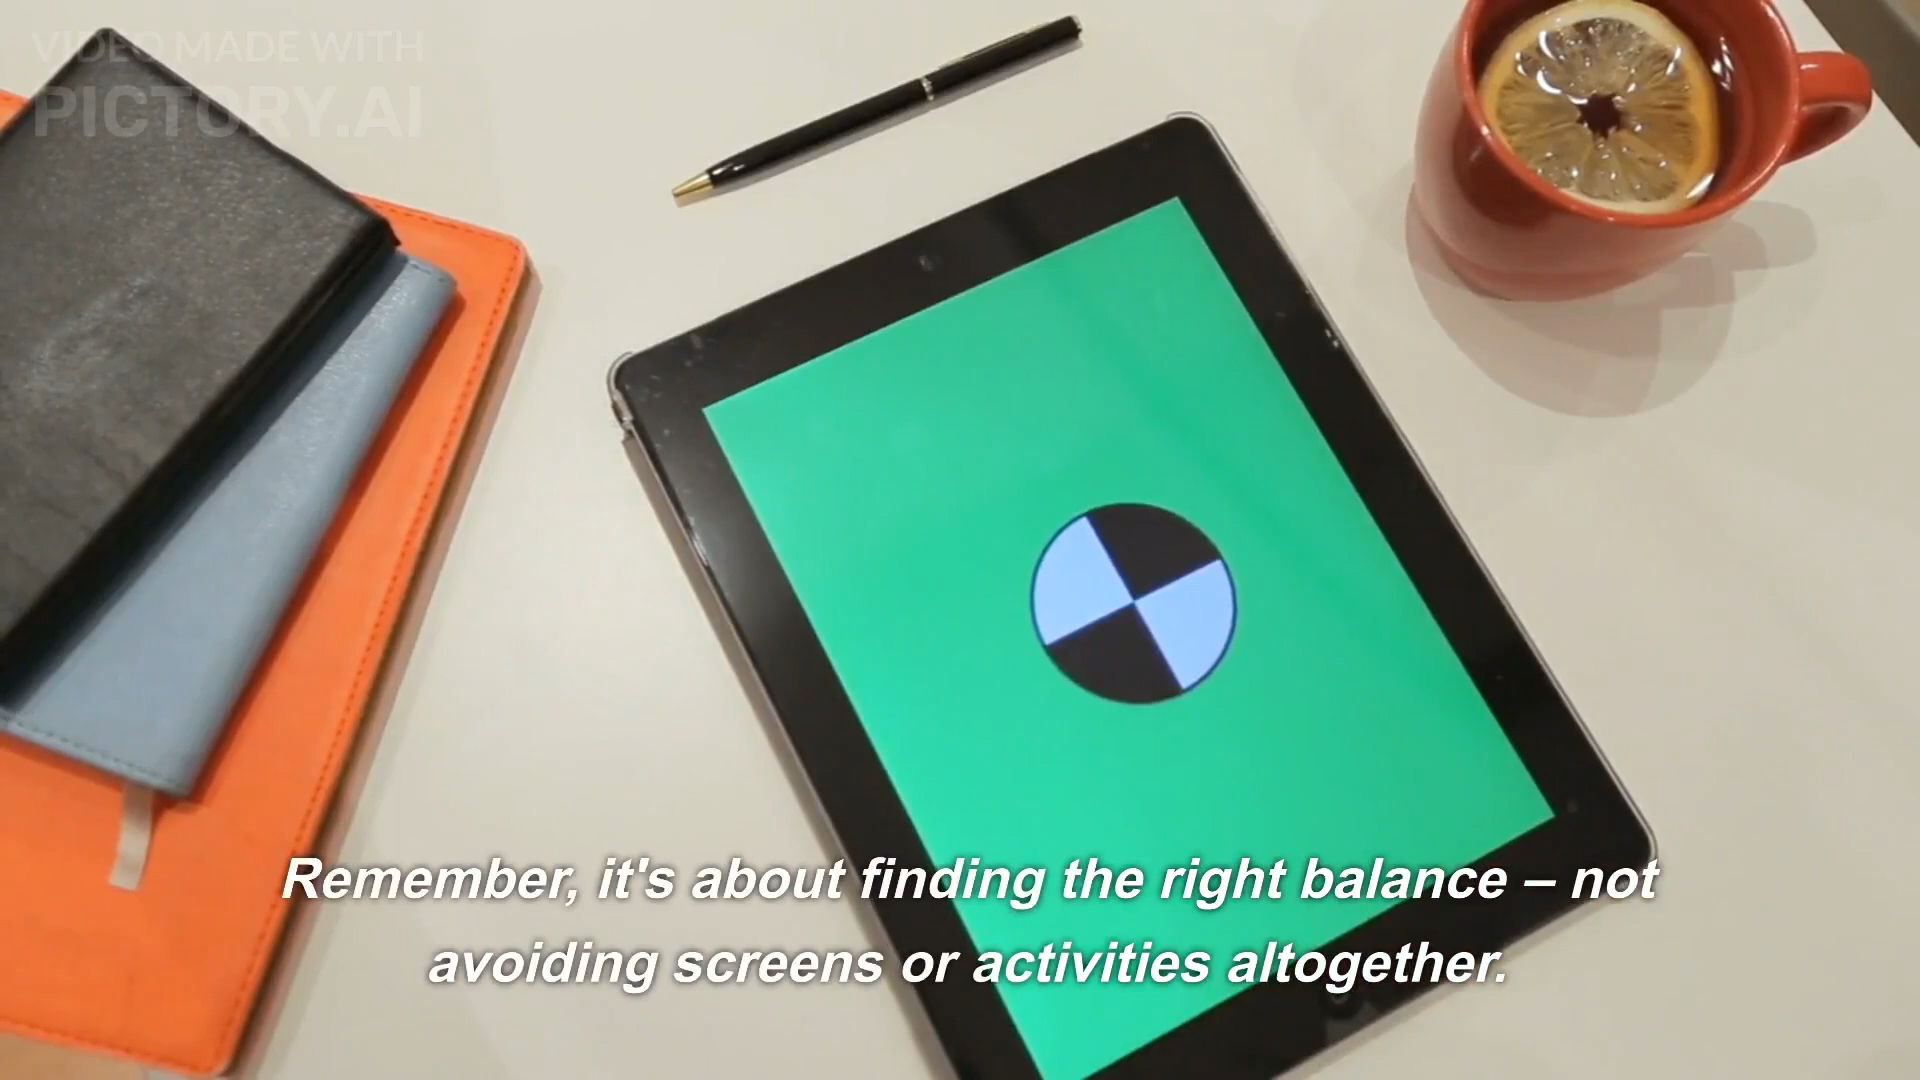 VIDEO MADE WITH
PICTORY.AI
Remember, it's about finding the right balance – not
avoiding screens or activities altogether.